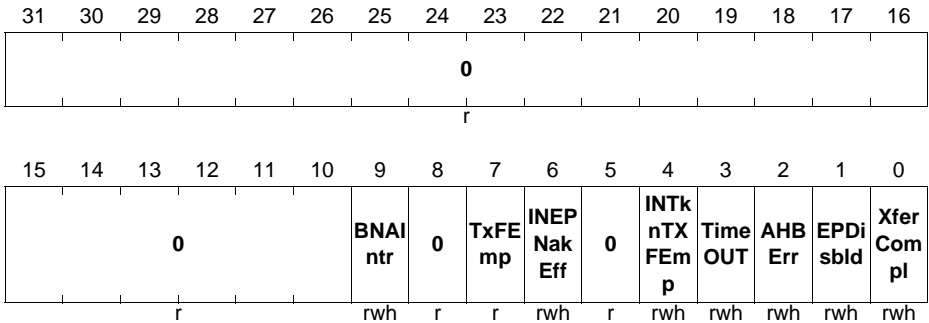 31 30 29 28 27 26 25 24 23 22 21 20 19 18 17 16
0
r
15 14 13 12 11 10 9 8 7 6 5 4 3 2 1 0
0
BNAI
ntr
0
TxFE
mp
INEP
Nak
Eff
0
INTk
nTX
FEm
p
Time
OUT
AHB
Err
EPDi
sbld
Xfer
Com
pl
r rwh r r rwh r rwh rwh rwh rwh rwh